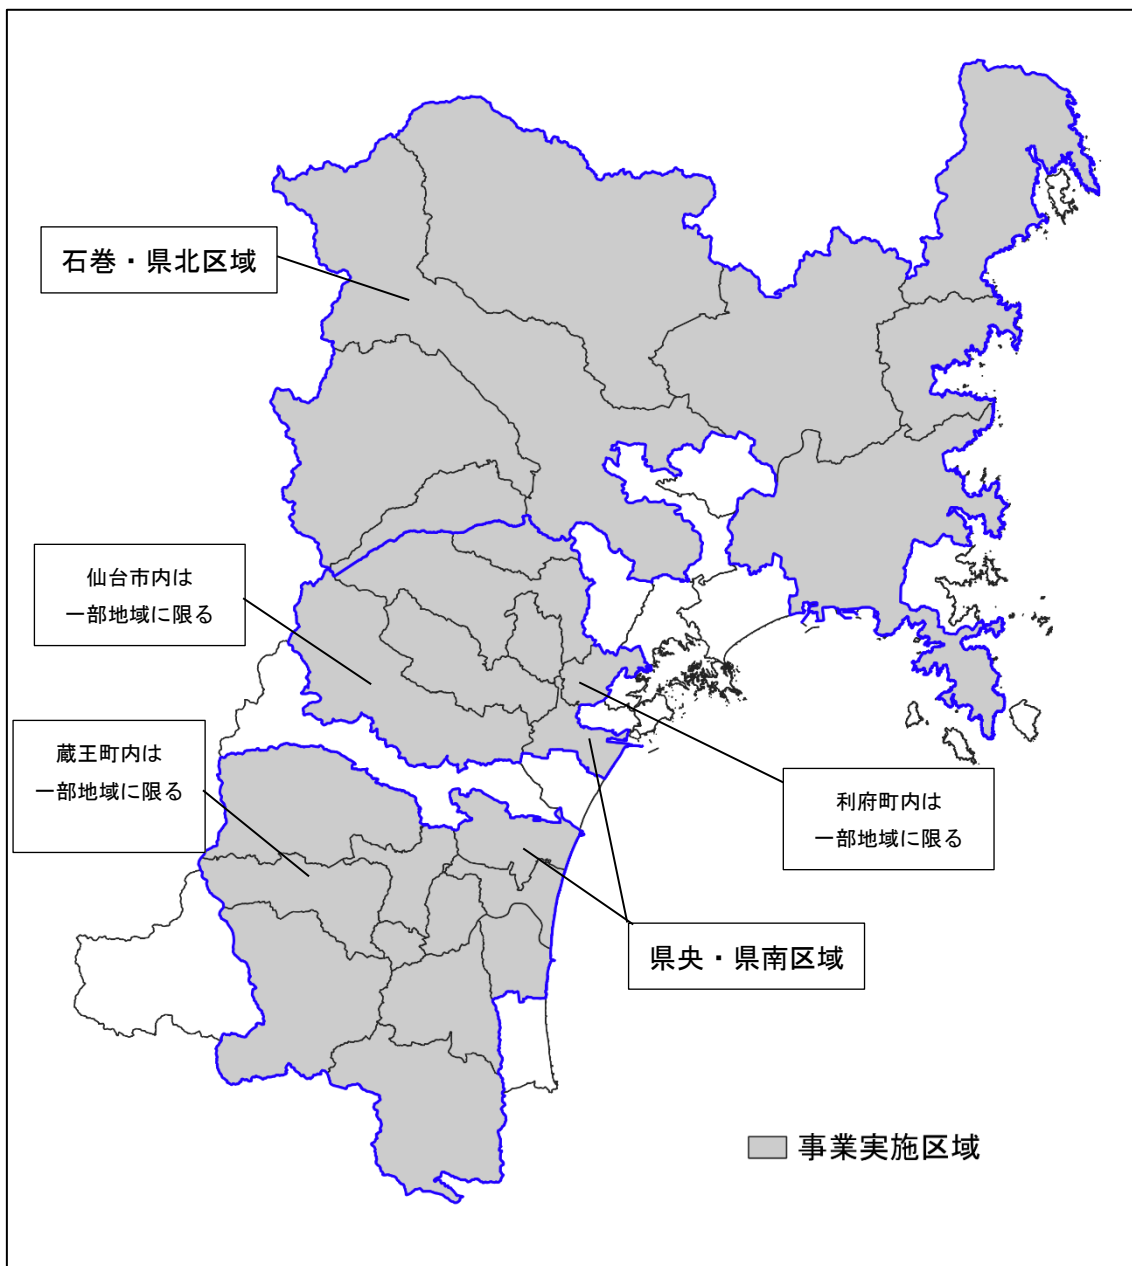 石巻・県北区域
仙台市内は
一部地域に限る
蔵王町内は
一部地域に限る
利府町内は
一部地域に限る
県央・県南区域
事業実施区域